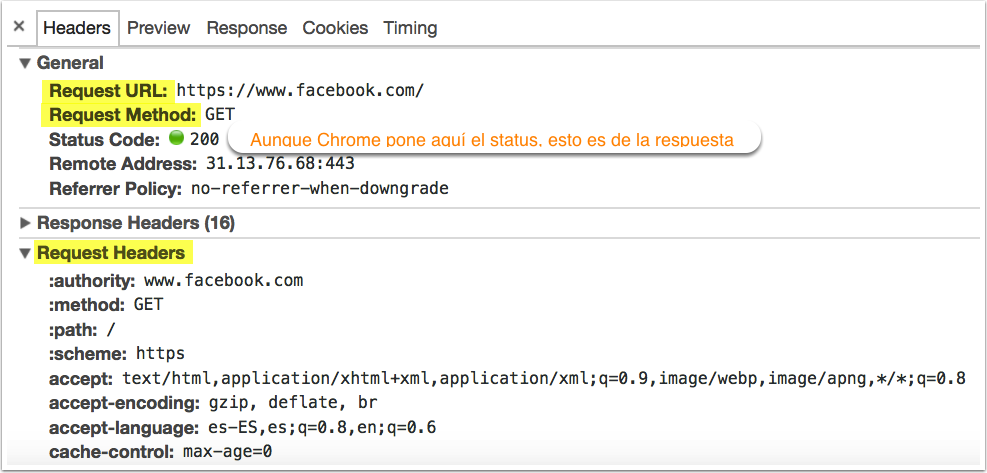 × Headers Preview Response Cookies Timing
▼ General
Request URL: https://www.facebook.com/
Request Method: GET
Status Code: 200 Aunque Chrome pone aquí el status, esto es de la respuesta
Remote Address: 31.13.76.68:443
Referrer Policy: no-referrer-when-downgrade
▶ Response Headers (16)
▼ Request Headers
:authority: www.facebook.com
:method: GET
:path: /
:scheme: https
accept: text/html,application/xhtml+xml,application/xml;q=0.9,image/webp,image/apng,*/*;q=0.8
accept-encoding: gzip, deflate, br
accept-language: es-ES,es;q=0.8,en;q=0.6
cache-control: max-age=0